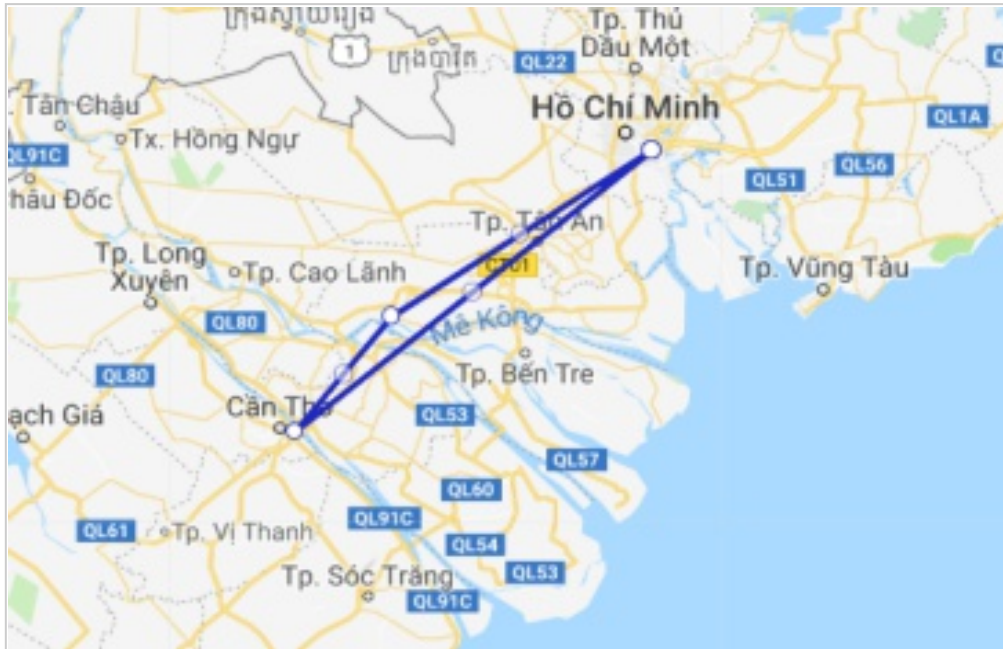 Tp. Thủ
Dầu Một
1
QL22
Hồ Chí Minh
QL1A
Tân Châu
Tx. Hồng Ngự
QL91C
QL51
QL56
hâu Đốc
Tp. Tân An
Tp. Long
Xuyên
Tp. Cao Lãnh
CT01
Tp. Vũng Tàu
QL80
Mê Kông
QL80
Tp. Bến Tre
Cần Thơ
QL53
ạch Giá
QL57
QL60
QL91C
QL61
Tp. Vị Thanh
QL54
QL53
Tp. Sóc Trăng
QL91C